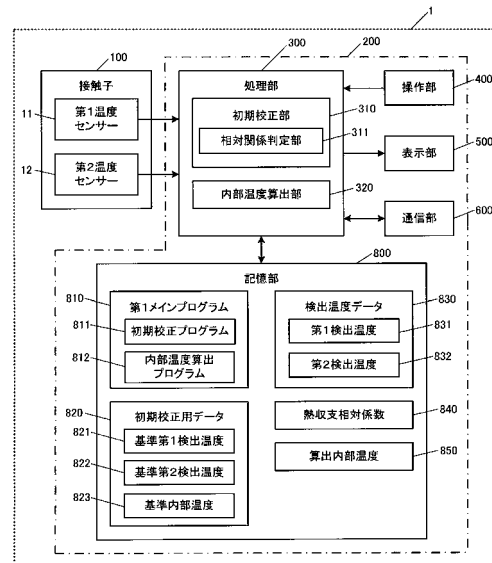 1
100
接触子
11
第1温度
センサー
12
第2温度
センサー
200
300
処理部
310
初期校正部
311
相対関係判定部
320
内部温度算出部
400
操作部
500
表示部
600
通信部
800
記憶部
810
第1メインプログラム
811
初期校正プログラム
812
内部温度算出
プログラム
820
初期校正用データ
821
基準第1検出温度
822
基準第2検出温度
823
基準内部温度
830
検出温度データ
831
第1検出温度
832
第2検出温度
840
熱収支相対係数
850
算出内部温度